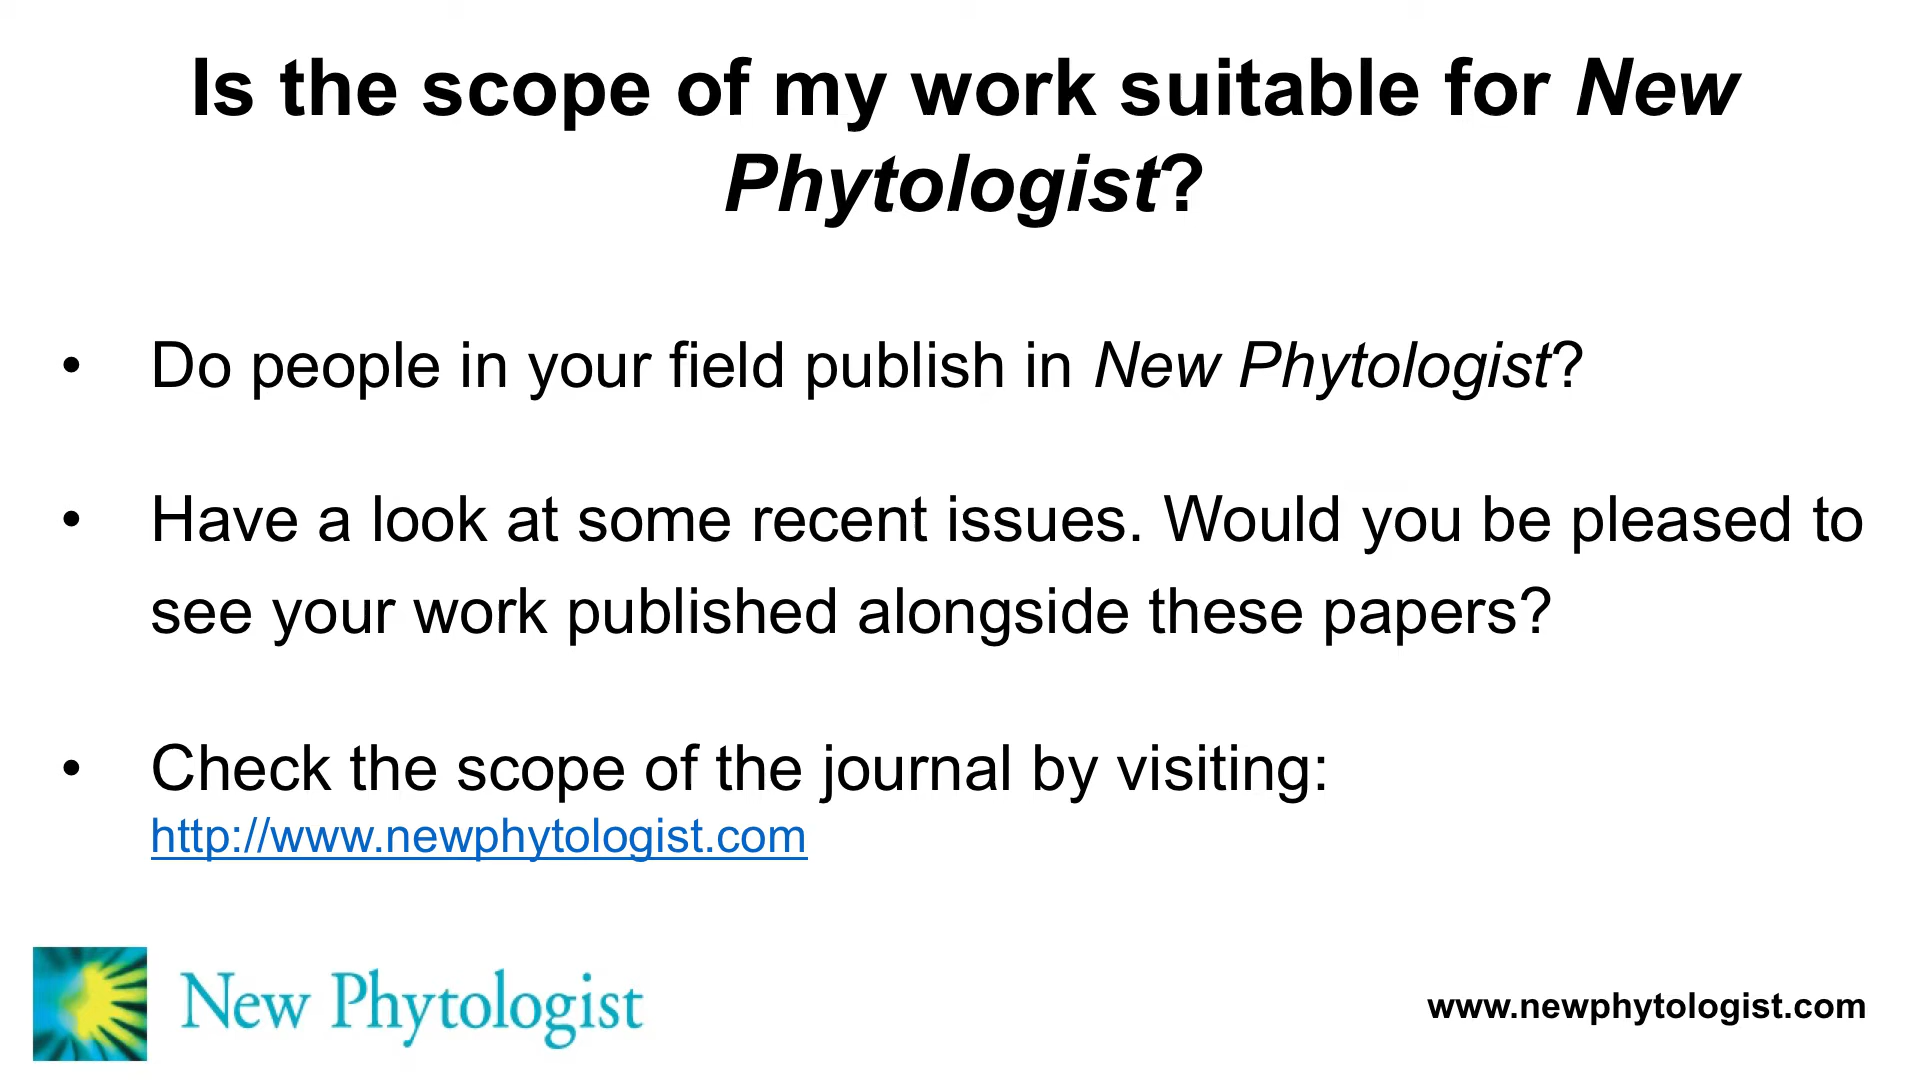 Is the scope of my work suitable for New
Phytologist?
• Do people in your field publish in New Phytologist?
• Have a look at some recent issues. Would you be pleased to
see your work published alongside these papers?
• Check the scope of the journal by visiting:
http://www.newphytologist.com
New Phytologist
www.newphytologist.com